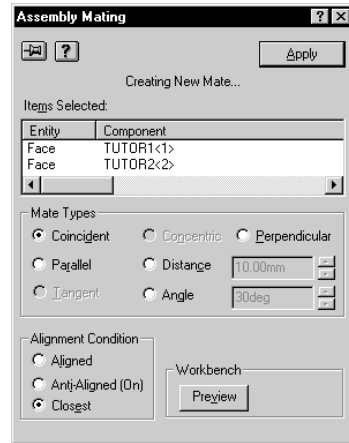 Assembly Mating ? X
? Apply
Creating New Mate...
Items Selected:
Entity Component
Face TUTOR1<1>
Face TUTOR2<2>
Mate Types
Coincident Concentric Perpendicular
Parallel Distance 10.00mm
Tangent Angle 30deg
Alignment Condition
Aligned
Anti-Aligned (On)
Closest
Workbench
Preview